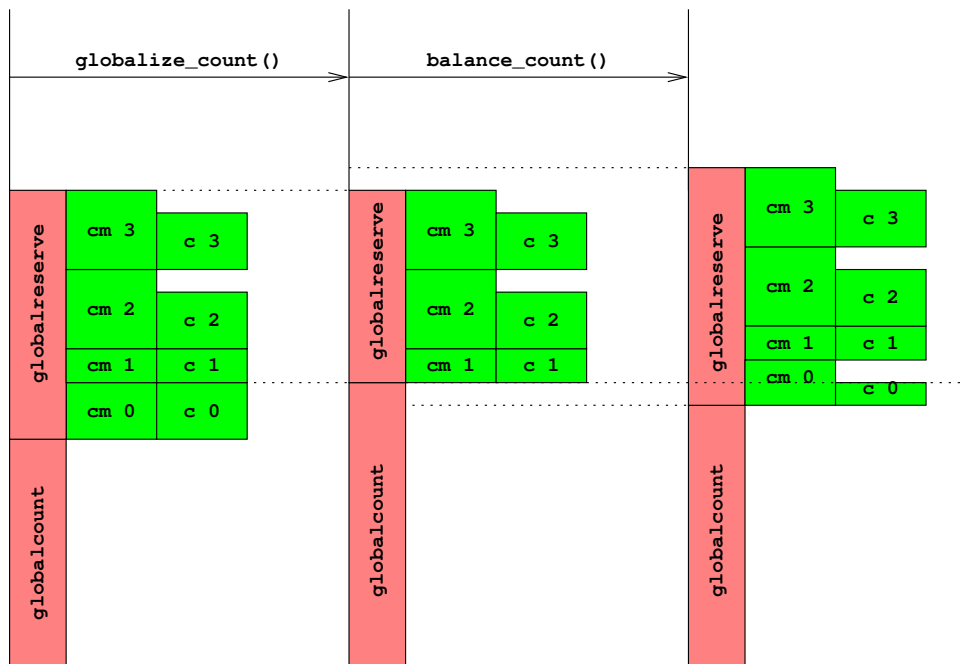 globalize_count()
balance_count()
globalreserve
cm 3
c 3
cm 2
c 2
cm 1
c 1
cm 0
c 0
globalcount
globalreserve
cm 3
c 3
cm 2
c 2
cm 1
c 1
globalcount
globalreserve
cm 3
c 3
cm 2
c 2
cm 1
c 1
cm 0
c 0
globalcount